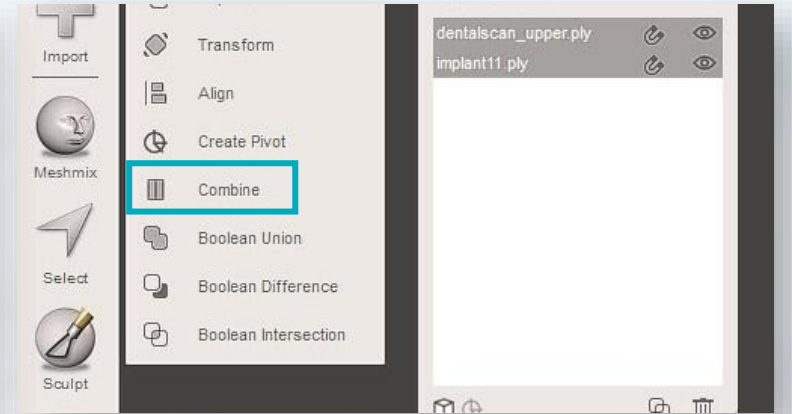 Import
Meshmix
Select
Sculpt
Transform
Align
Create Pivot
Combine
Boolean Union
Boolean Difference
Boolean Intersection
dentalscan_upper.ply
implant11.ply